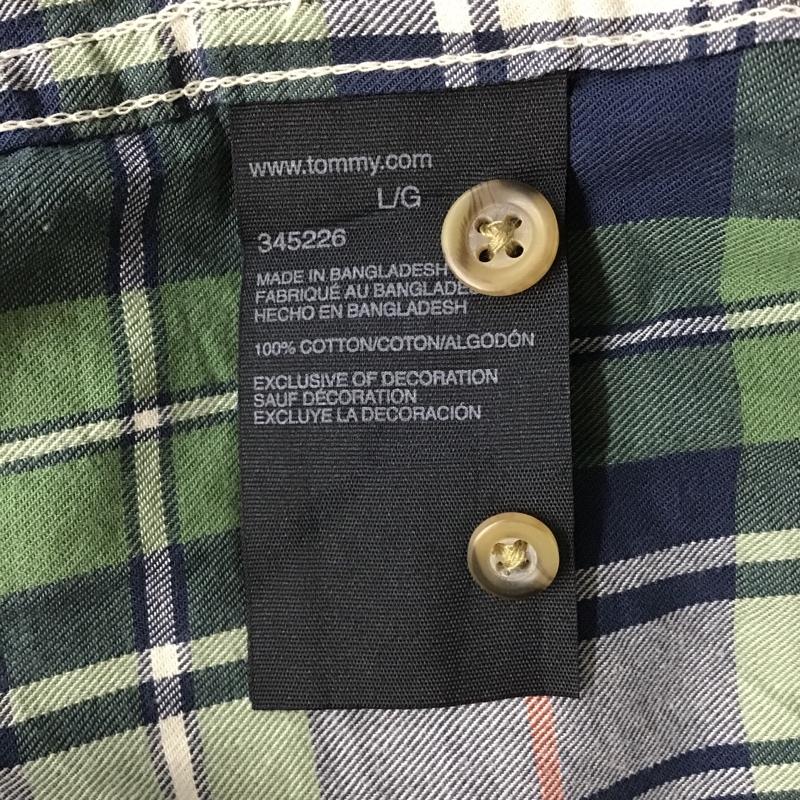 www.tommy.com
L/G
345226
MADE IN BANGLADESH
FABRIQUÉ AU
HECHO EN BANGLADESH
100% COTTON/COTON/ALGODÓN
EXCLUSIVE OF DECORATION
SAUF DÉCORATION
EXCLUYE LA DECORACIÓN